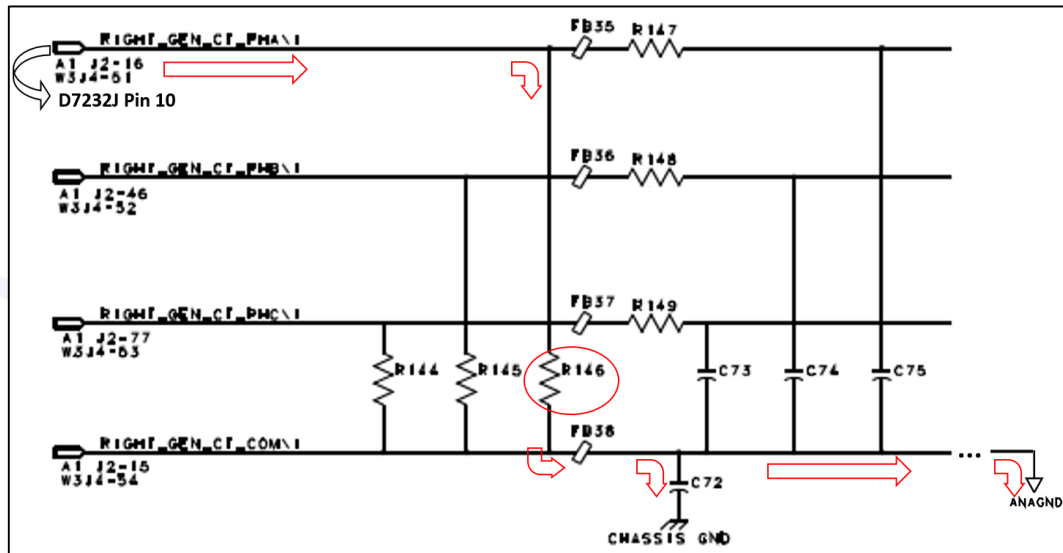 FB35 R147
RIGHT_GEN_CT_PHA\I
A1 J2-16
W3J4-51
D7232J Pin 10
FB36 R148
RIGHT_GEN_CT_PHB\I
A1 J2-46
W3J4-52
FB37 R149
RIGHT_GEN_CT_PHC\I
A1 J2-77
W3J4-53
R144 R145 R146 C73 C74 C75
FB38
RIGHT_GEN_CT_COM\I
A1 J2-15
W3J4-54
...
C72
ANAGND
CHASSIS GND